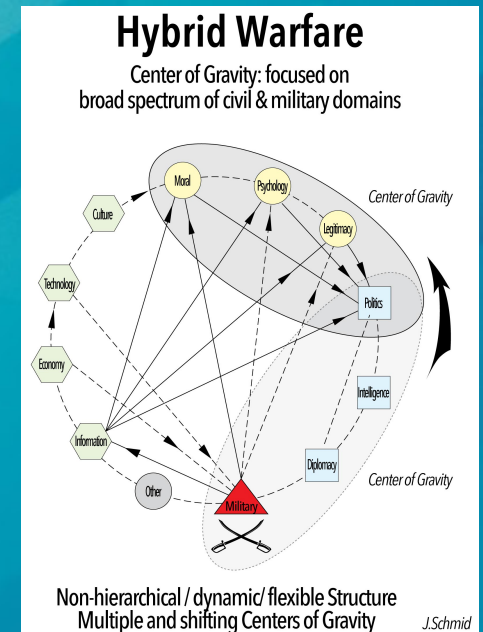 Hybrid Warfare
Center of Gravity: focused on
broad spectrum of civil & military domains
Moral
Psychology
Center of Gravity
Culture
Legitimacy
Technology
Politics
Economy
Intelligence
Information
Diplomacy
Other
Military
Center of Gravity
Non-hierarchical / dynamic/ flexible Structure
Multiple and shifting Centers of Gravity
J.Schmid